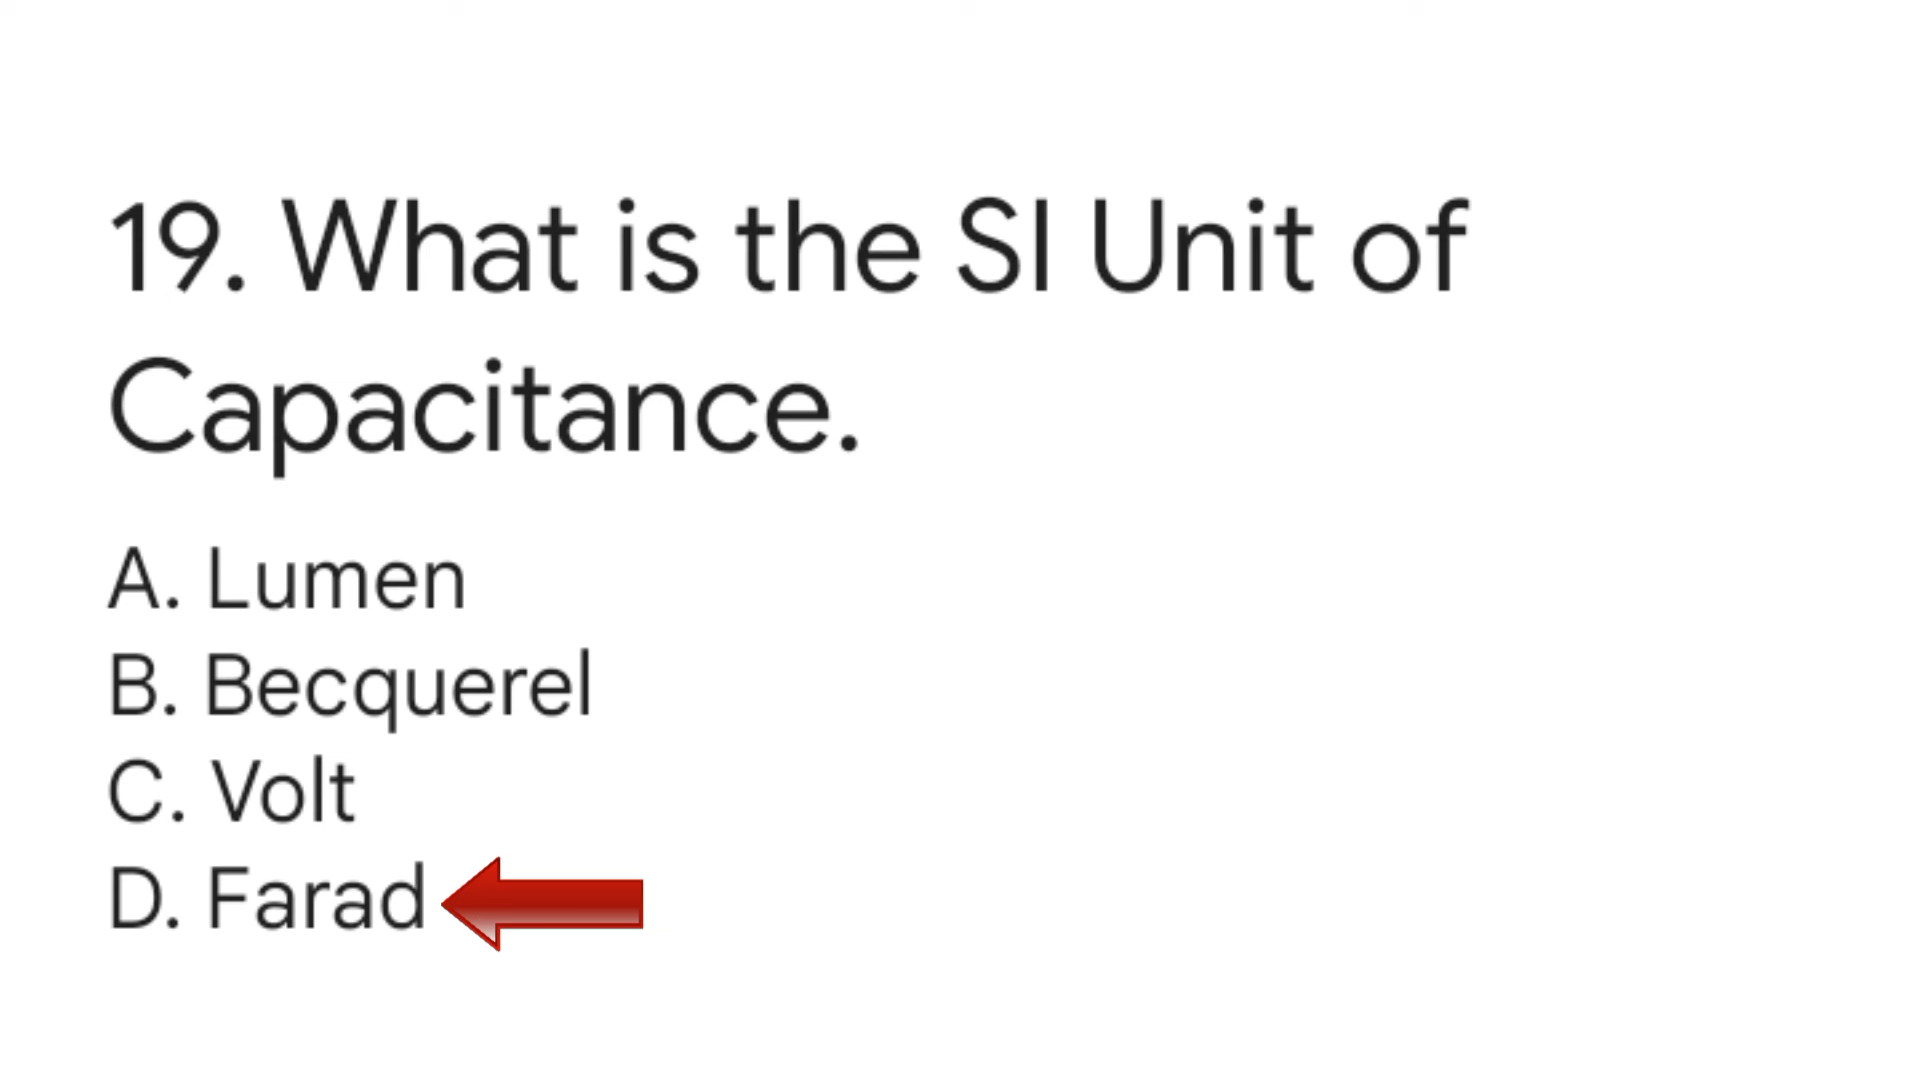 19. What is the SI Unit of
Capacitance.
A. Lumen
B. Becquerel
C. Volt
D. Farad